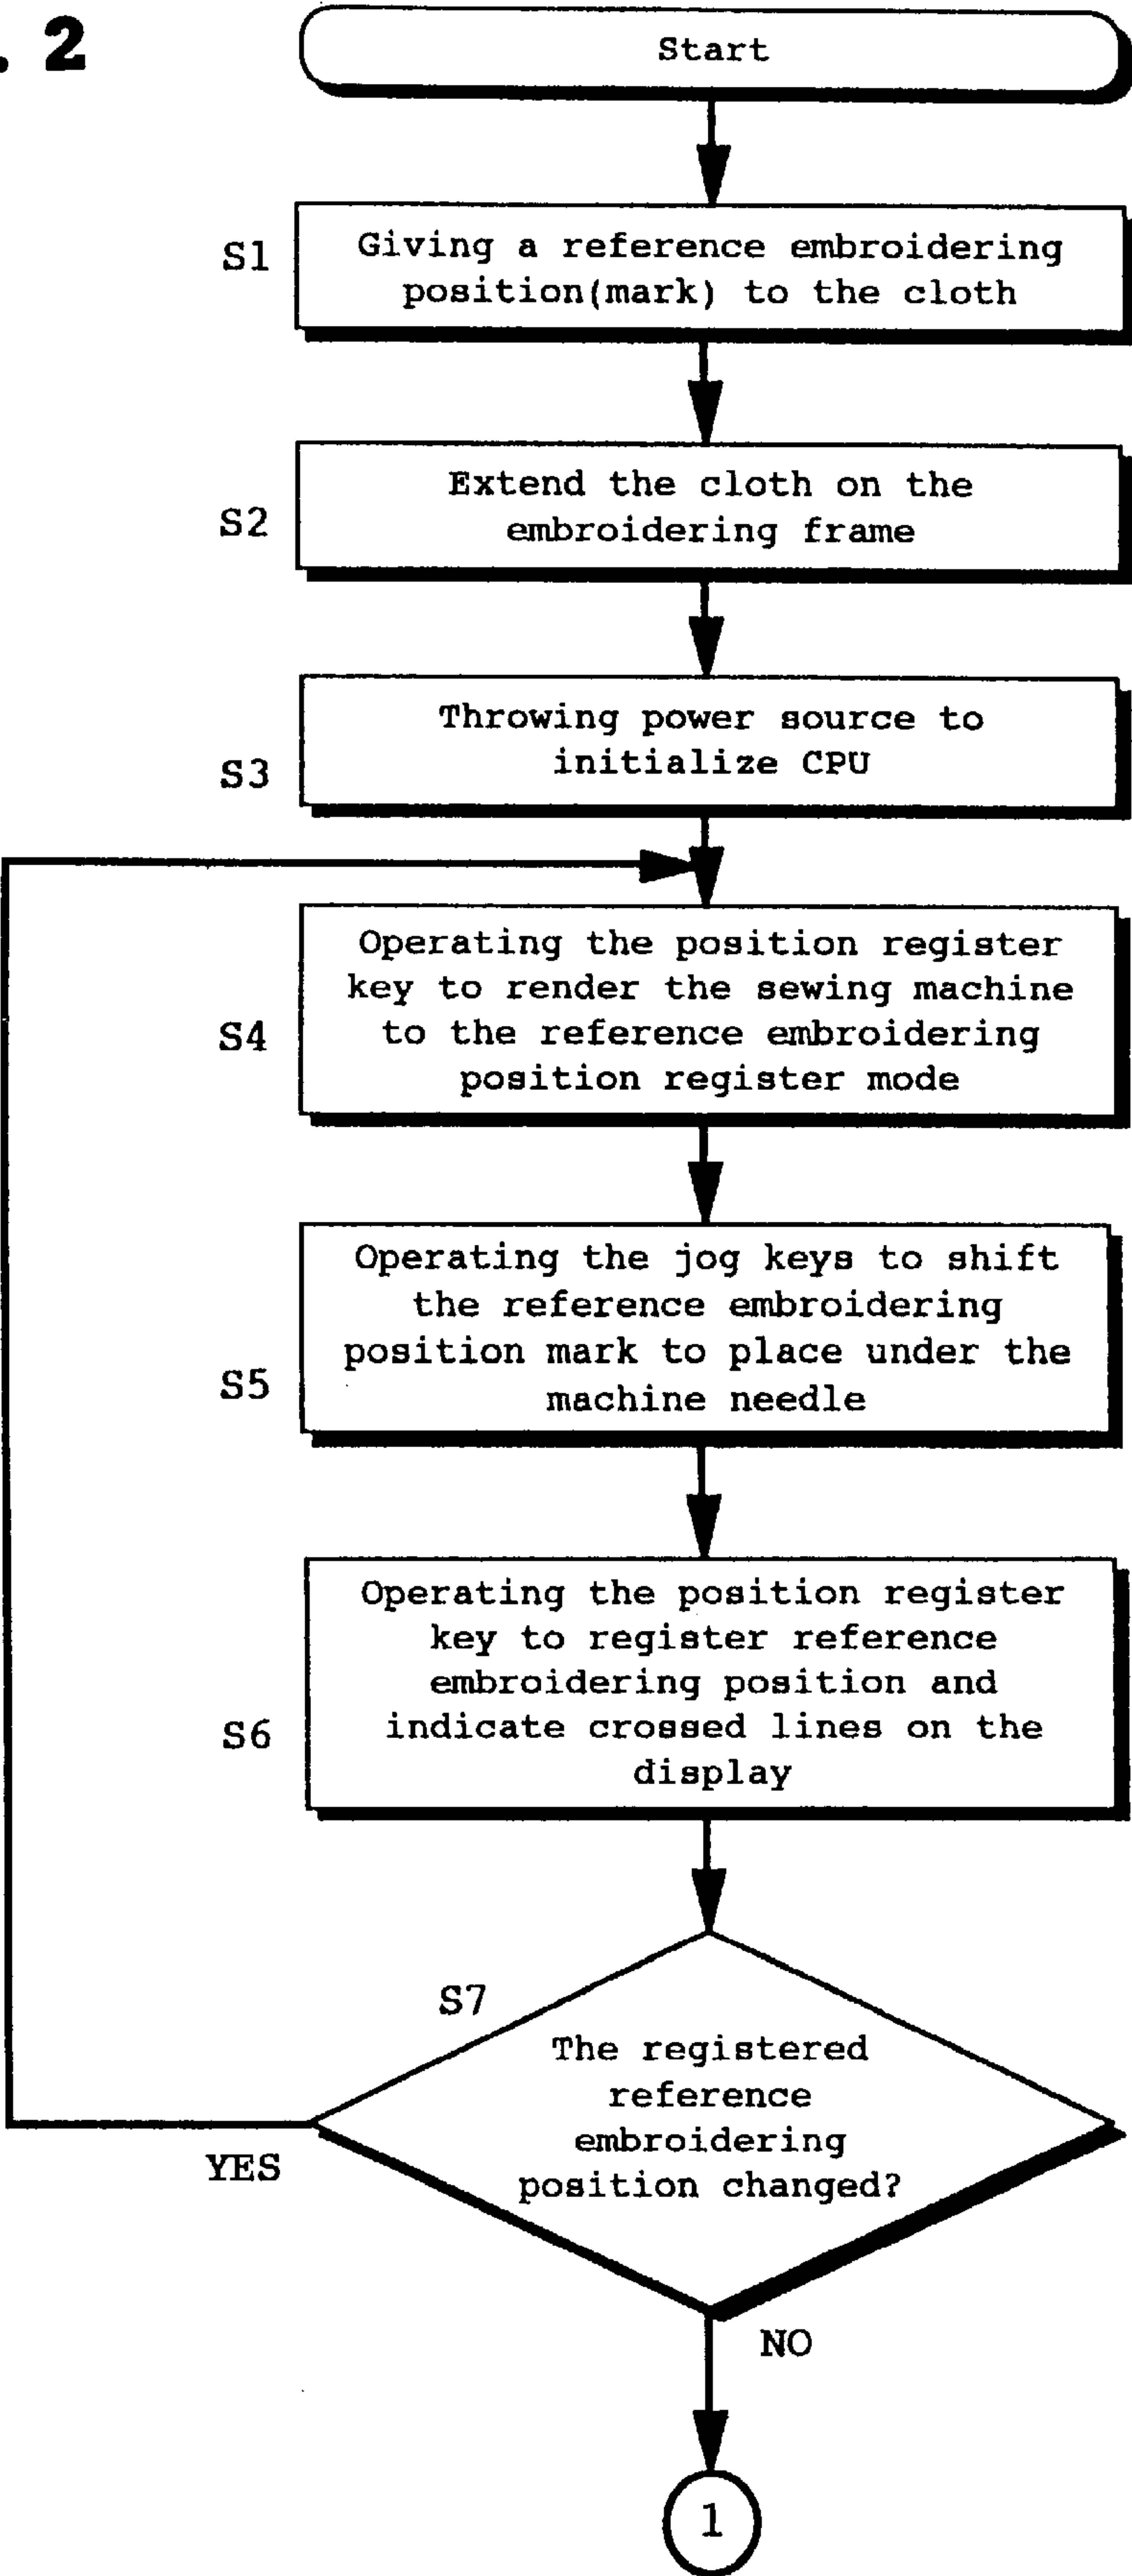 . 2
Start
S1
Giving a reference embroidering
position(mark) to the cloth
S2
Extend the cloth on the
embroidering frame
S3
Throwing power source to
initialize CPU
S4
Operating the position register
key to render the sewing machine
to the reference embroidering
position register mode
S5
Operating the jog keys to shift
the reference embroidering
position mark to place under the
machine needle
S6
Operating the position register
key to register reference
embroidering position and
indicate crossed lines on the
display
S7
The registered
reference
embroidering
position changed?
YES
NO
1